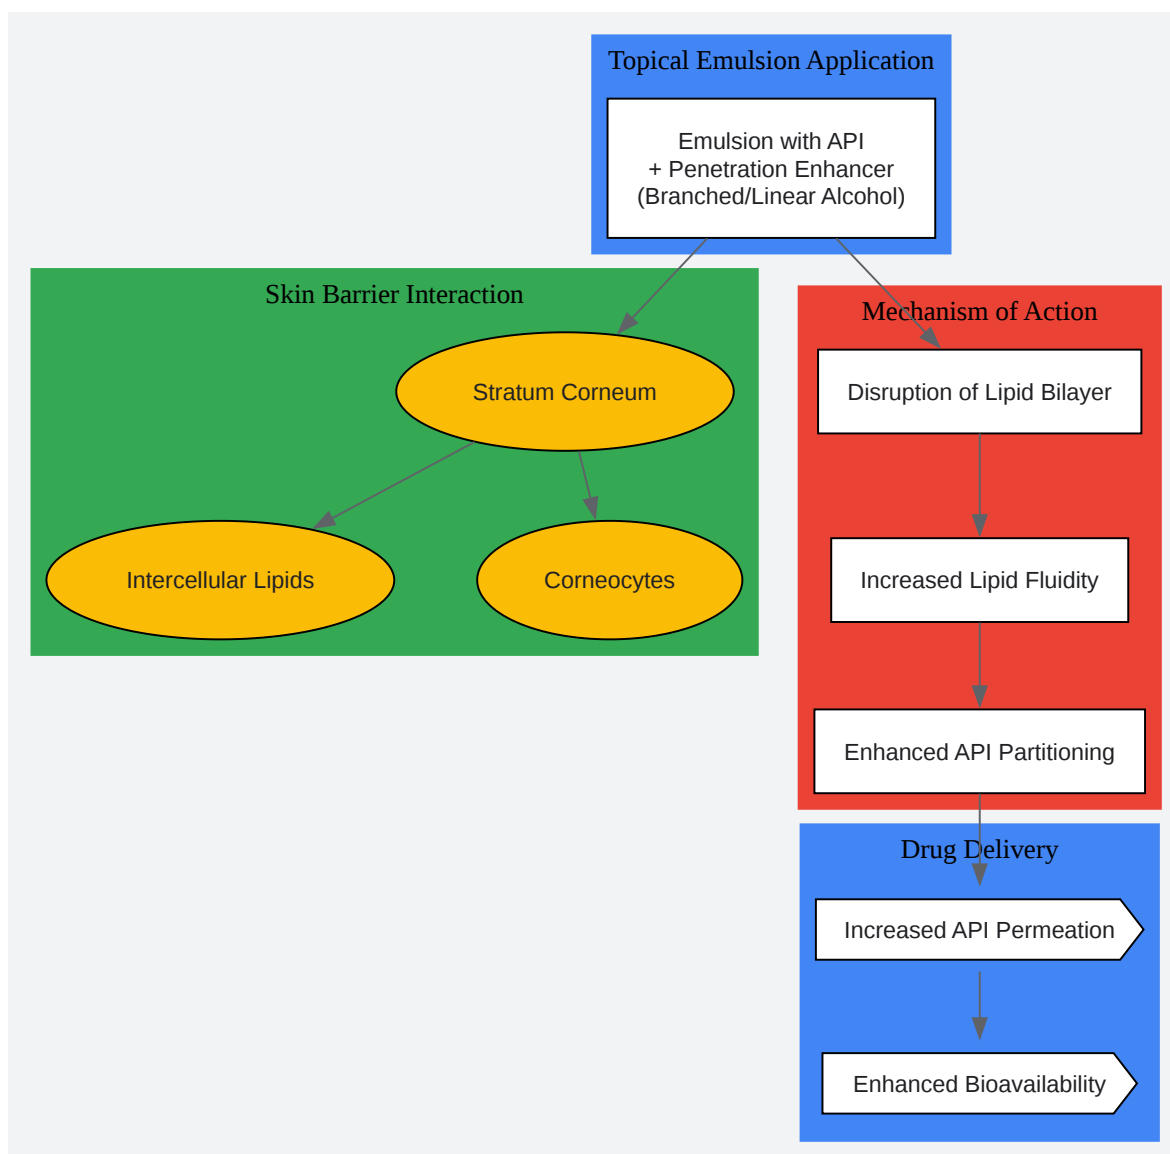 Topical Emulsion Application
Emulsion with API
+ Penetration Enhancer
(Branched/Linear Alcohol)
Skin Barrier Interaction
Stratum Corneum
Intercellular Lipids
Corneocytes
Mechanism of Action
Disruption of Lipid Bilayer
Increased Lipid Fluidity
Enhanced API Partitioning
Drug Delivery
Increased API Permeation
Enhanced Bioavailability